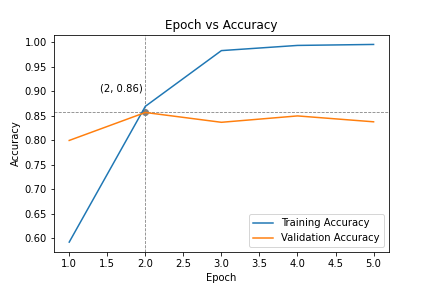 Epoch vs Accuracy
1.00
0.95
0.90
0.85
0.80
0.75
0.70
0.65
0.60
Accuracy
(2, 0.86)
Training Accuracy
Validation Accuracy
1.0 1.5 2.0 2.5 3.0 3.5 4.0 4.5 5.0
Epoch